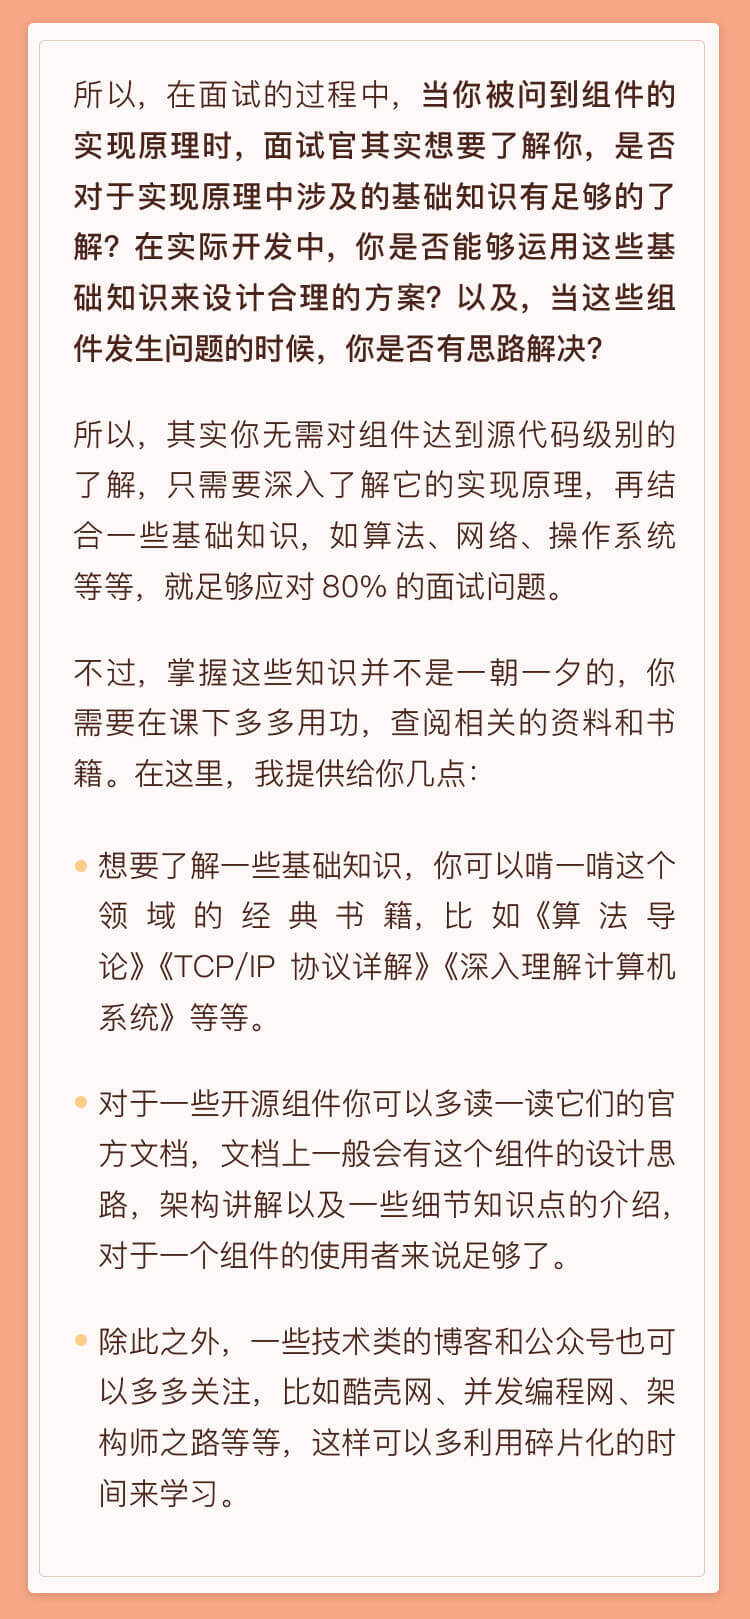 所以，在面试的过程中，当你被问到组件的
实现原理时，面试官其实想要了解你，是否
对于实现原理中涉及的基础知识有足够的了
解？在实际开发中，你是否能够运用这些基
础知识来设计合理的方案？以及，当这些组
件发生问题的时候，你是否有思路解决？
所以，其实你无需对组件达到源代码级别的
了解，只需要深入了解它的实现原理，再结
合一些基础知识，如算法、网络、操作系统
等等，就足够应对 80% 的面试问题。
不过，掌握这些知识并不是一朝一夕的，你
需要在课下多多用功，查阅相关的资料和书
籍。在这里，我提供给你几点：
想要了解一些基础知识，你可以啃一啃这个
领域的经典书籍，比如《算法导
论》《TCP/IP 协议详解》《深入理解计算机
系统》等等。
对于一些开源组件你可以多读一读它们的官
方文档，文档上一般会有这个组件的设计思
路，架构讲解以及一些细节知识点的介绍，
对于一个组件的使用者来说足够了。
除此之外，一些技术类的博客和公众号也可
以多多关注，比如酷壳网、并发编程网、架
构师之路等等，这样可以多利用碎片化的时
间来学习。